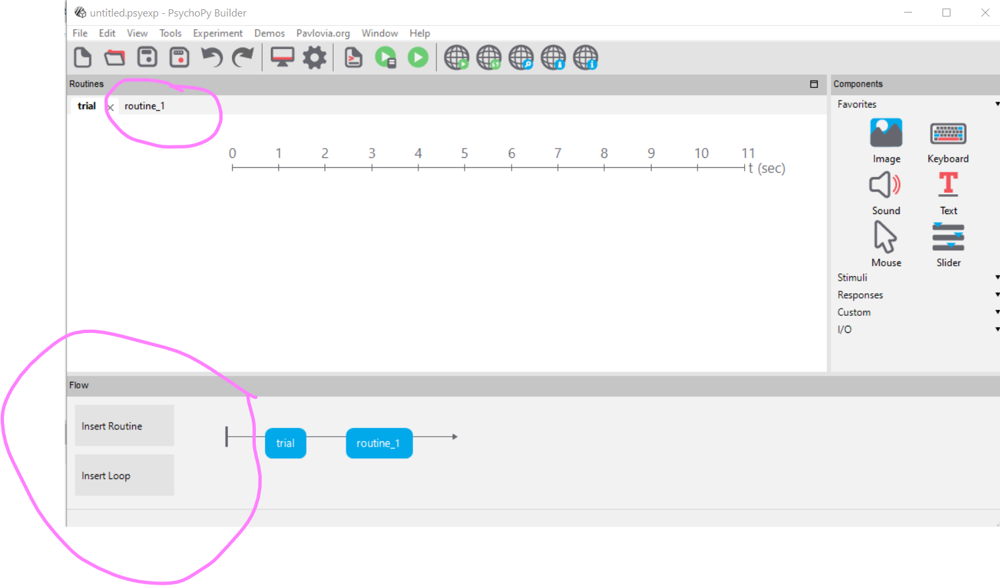 untitled.psyexp - PsychoPy Builder
File Edit View Tools Experiment Demos Pavlovia.org Window Help
Routines
trial routine_1
0 1 2 3 4 5 6 7 8 9 10 11
t (sec)
Components
Favorites
Image Keyboard
Sound Text
Mouse Slider
Stimuli
Responses
Custom
I/O
Flow
Insert Routine
Insert Loop
trial routine_1